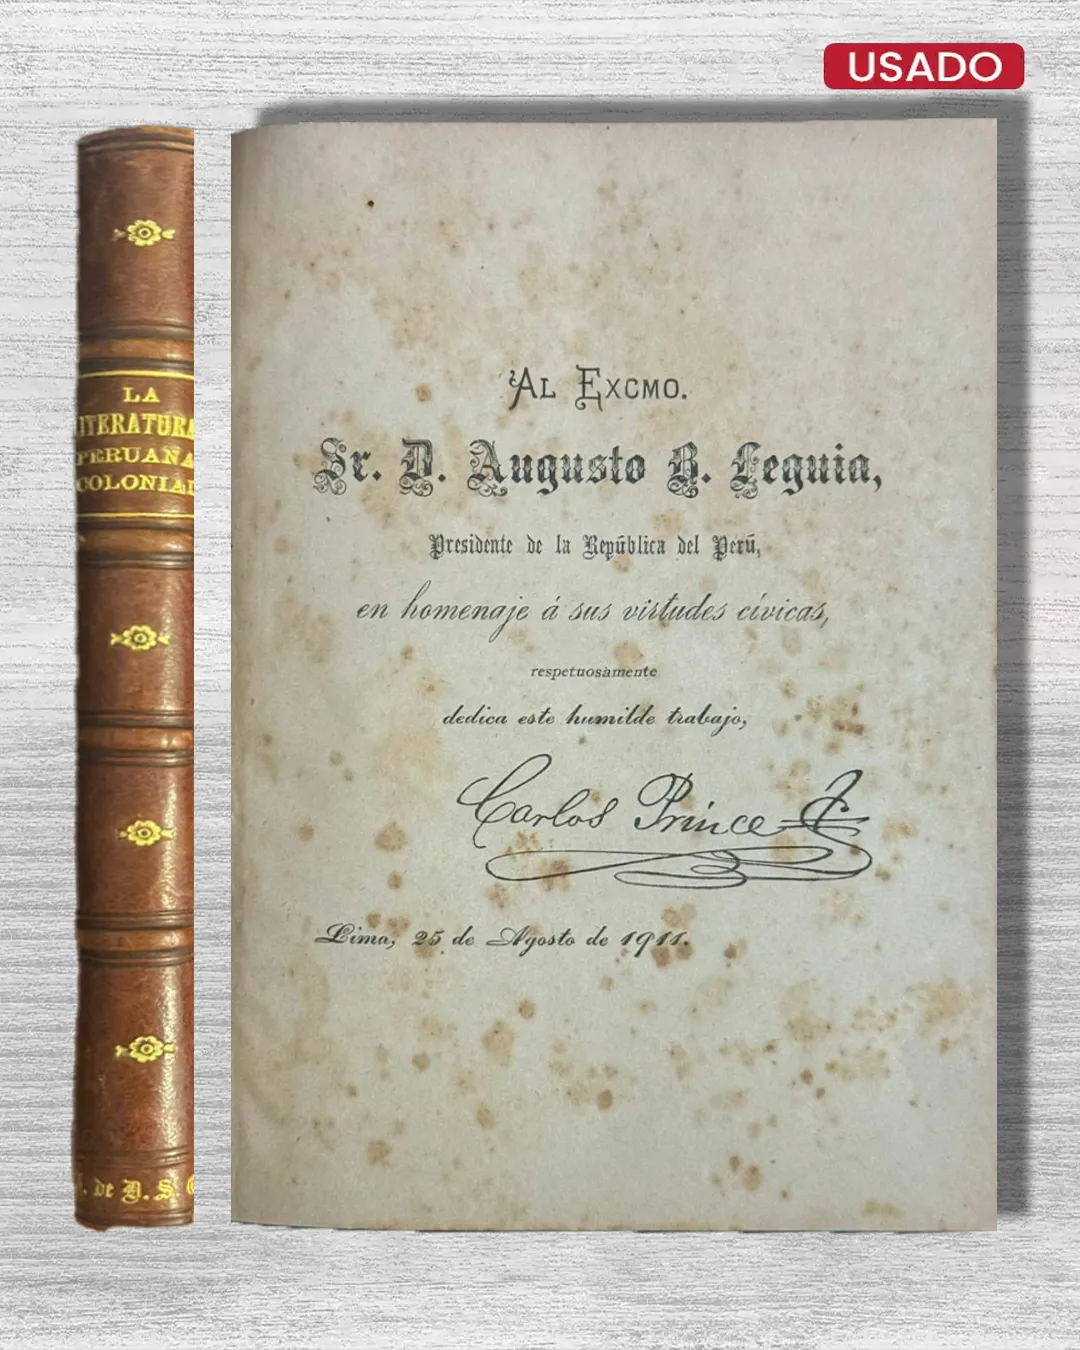 USADO
LA
LITERATURA
PERUANA
COLONIAL
de D. S.
Al Excmo.
Sr. D. Augusto B. Leguia,
Presidente de la República del Perú,
en homenaje á sus virtudes cívicas,
respetuosamente
dedica este humilde trabajo,
Carlos Prince
Lima, 25 de Agosto de 1911.